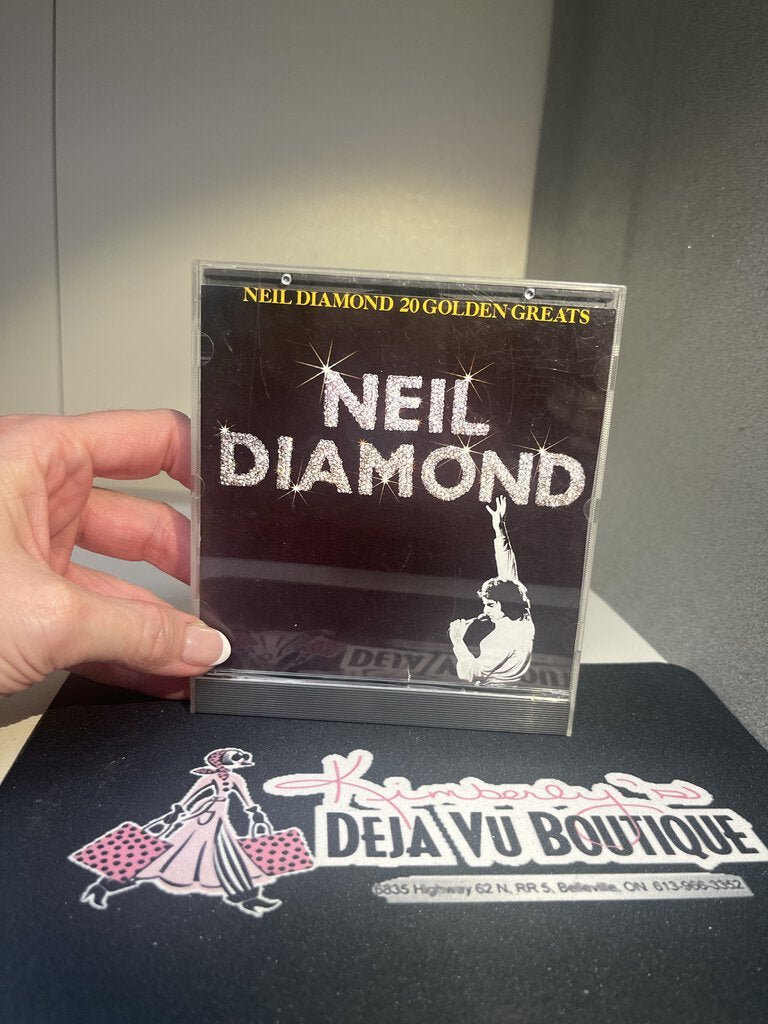 NEIL DIAMOND 20 GOLDEN GREATS
NEIL
DIAMOND
Kimberly's
DEJA VU BOUTIQUE
6835 Highway 62 N, RR 5, Belleville, ON 613-966-3352